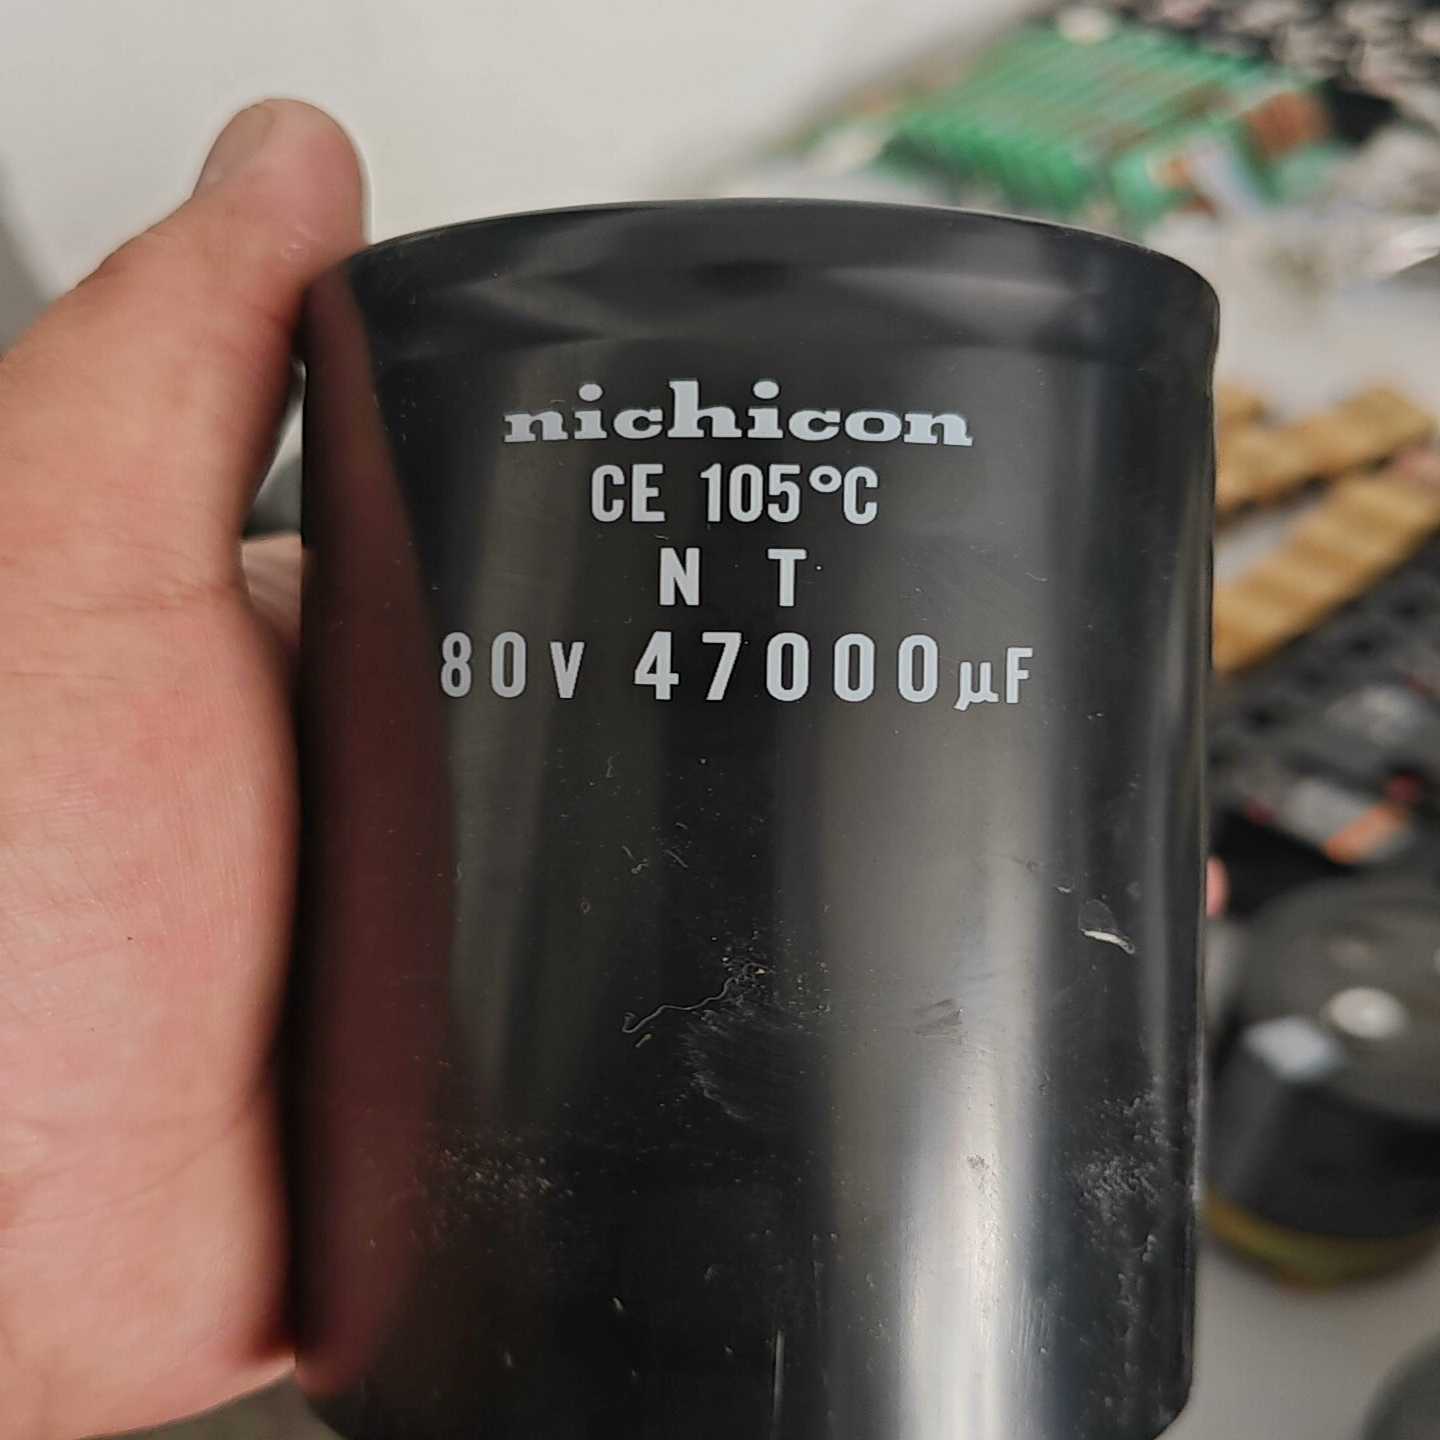 nichicon
CE 105°C
N T
80V 47000μF